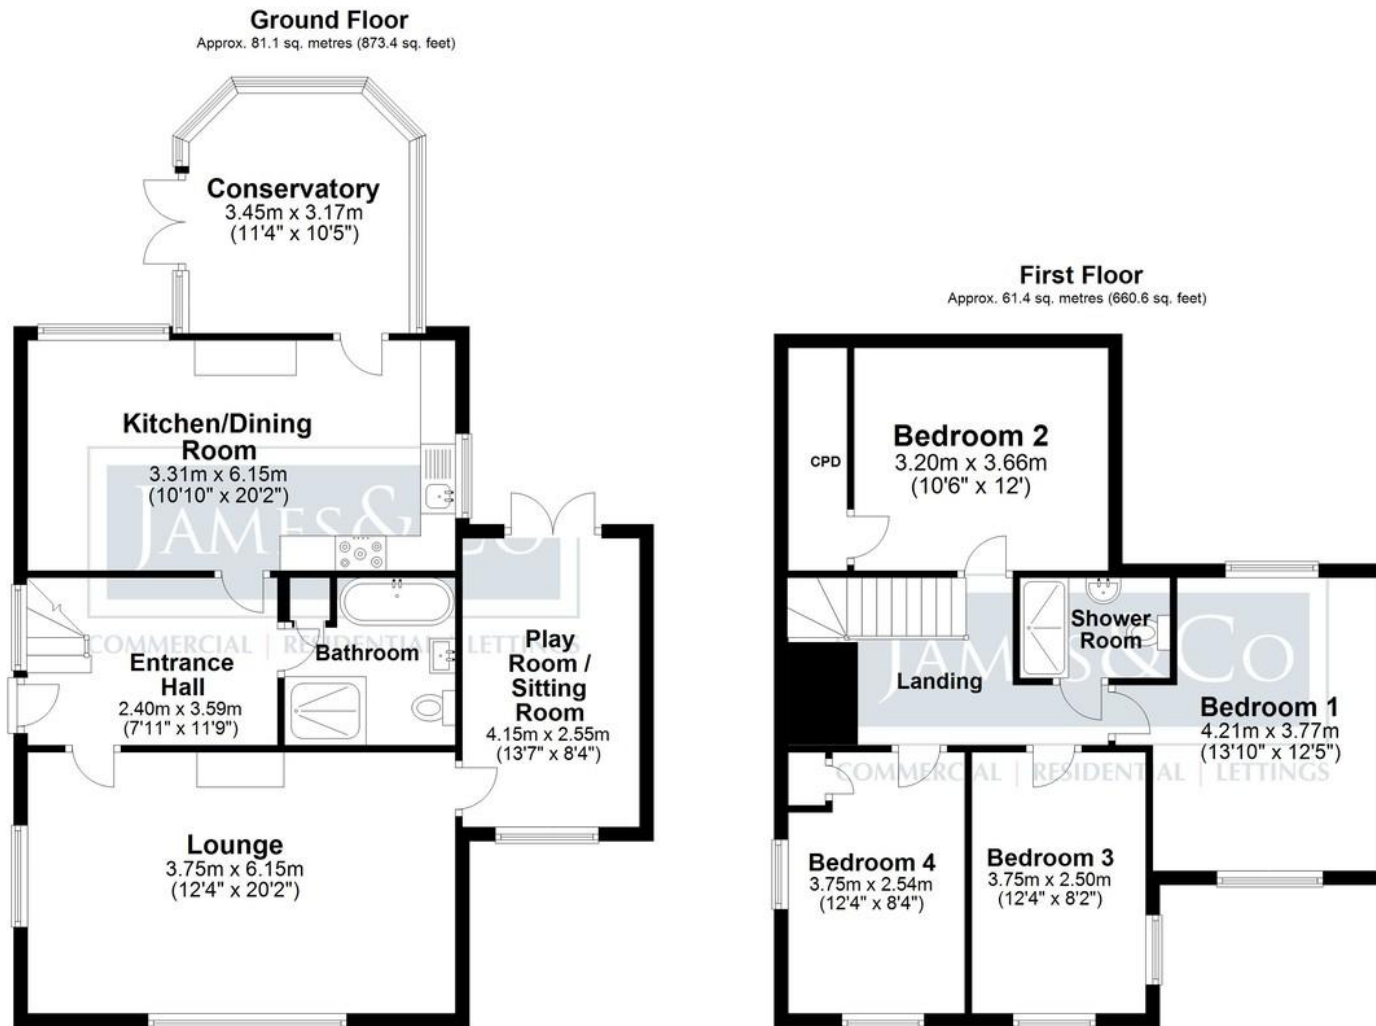 Ground Floor
Approx. 81.1 sq. metres (873.4 sq. feet)
Conservatory
3.45m x 3.17m
(11'4" x 10'5")
Kitchen/Dining
Room
3.31m x 6.15m
(10'10" x 20'2")
JAMES & CO
COMMERCIAL | RESIDENTIAL | LETTINGS
Entrance
Hall
2.40m x 3.59m
(7'11" x 11'9")
Bathroom
Play
Room /
Sitting
Room
4.15m x 2.55m
(13'7" x 8'4")
Lounge
3.75m x 6.15m
(12'4" x 20'2")
First Floor
Approx. 61.4 sq. metres (660.6 sq. feet)
CPD
Bedroom 2
3.20m x 3.66m
(10'6" x 12')
Shower
Room
Landing
JAMES & CO
COMMERCIAL | RESIDENTIAL | LETTINGS
Bedroom 1
4.21m x 3.77m
(13'10" x 12'5")
Bedroom 4
3.75m x 2.54m
(12'4" x 8'4")
Bedroom 3
3.75m x 2.50m
(12'4" x 8'2")